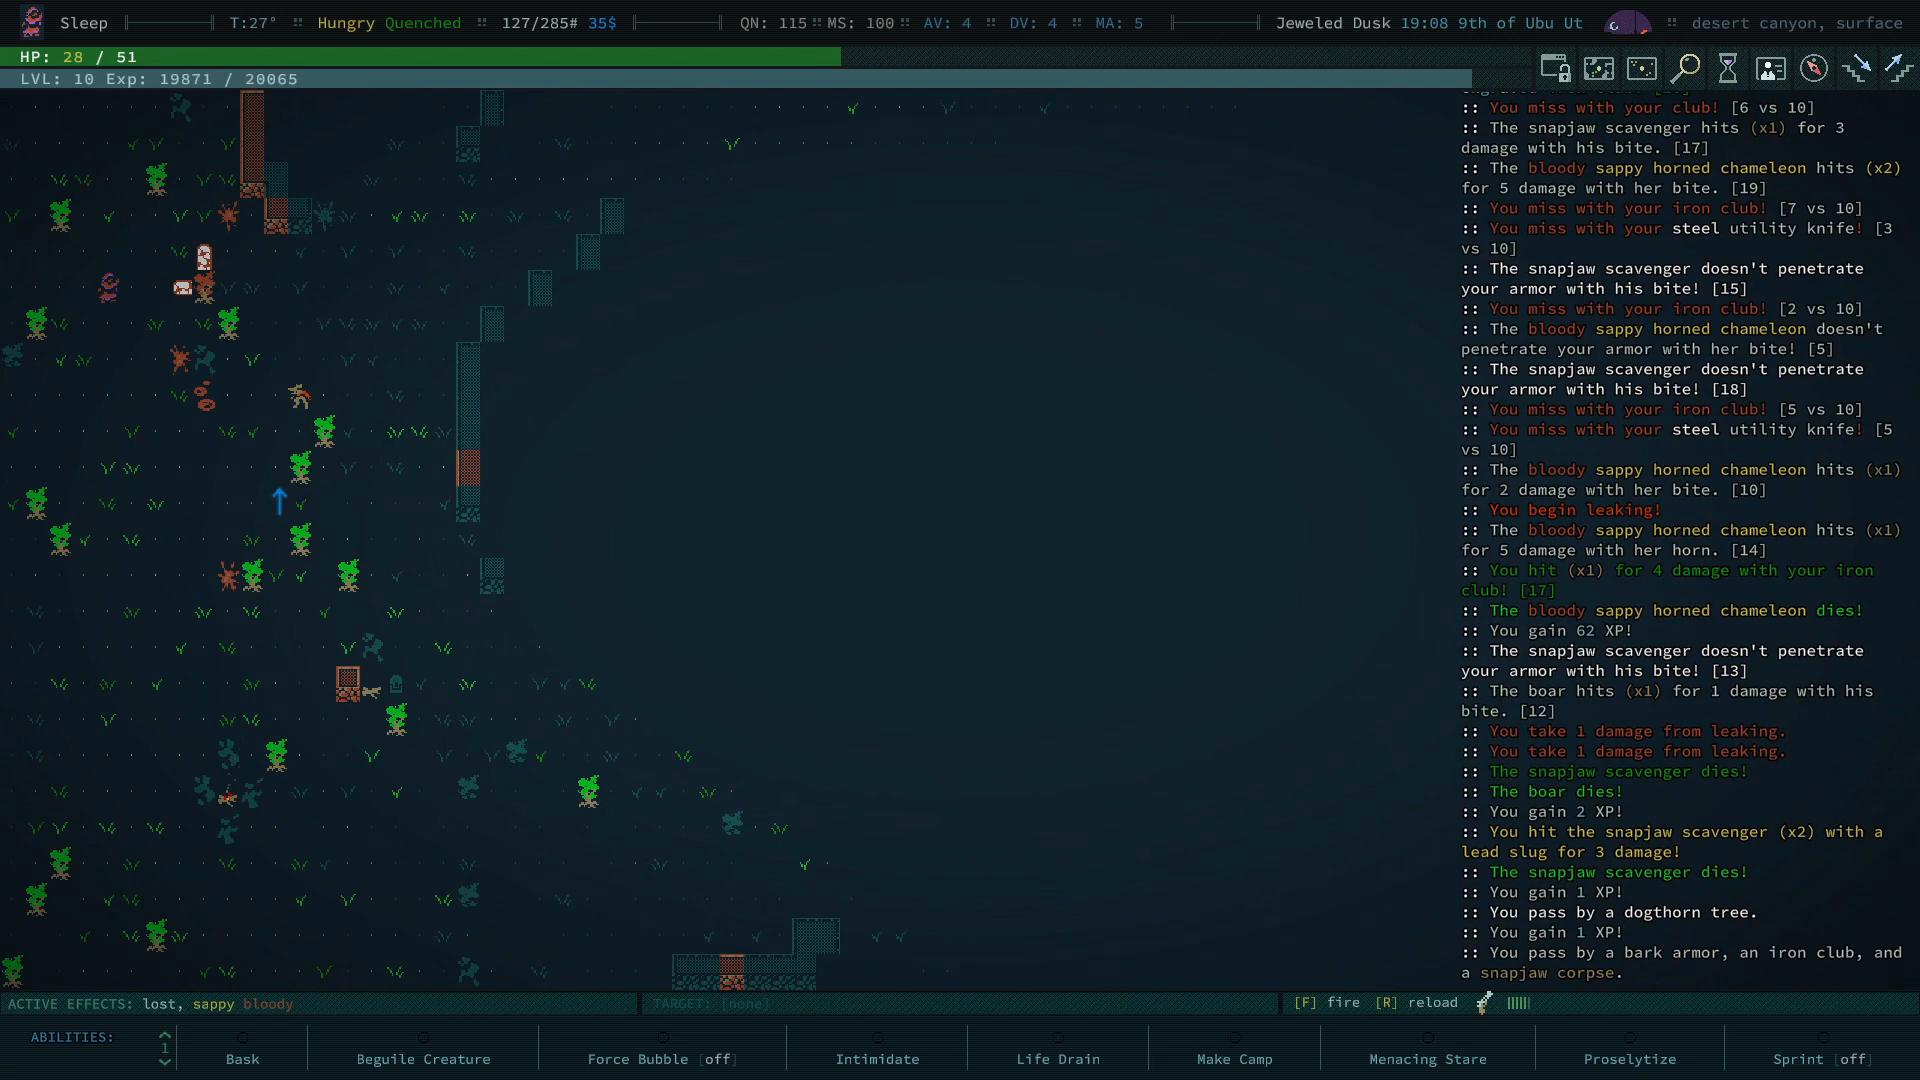 Sleep T:27° :: Hungry Quenched :: 127/285# 35$ QN: 115 :: MS: 100 :: AV: 4 :: DV: 4 :: MA: 5 Jeweled Dusk 19:08 9th of Ubu Ut :: desert canyon, surface
HP: 28 / 51
LVL: 10 Exp: 19871 / 20065
:: You miss with your club! [6 vs 10]
:: The snapjaw scavenger hits (x1) for 3
damage with his bite. [17]
:: The bloody sappy horned chameleon hits (x2)
for 5 damage with her bite. [19]
:: You miss with your iron club! [7 vs 10]
:: You miss with your steel utility knife! [3
vs 10]
:: The snapjaw scavenger doesn't penetrate
your armor with his bite! [15]
:: You miss with your iron club! [2 vs 10]
:: The bloody sappy horned chameleon doesn't
penetrate your armor with her bite! [5]
:: The snapjaw scavenger doesn't penetrate
your armor with his bite! [18]
:: You miss with your iron club! [5 vs 10]
:: You miss with your steel utility knife! [5
vs 10]
:: The bloody sappy horned chameleon hits (x1)
for 2 damage with her bite. [10]
:: You begin leaking!
:: The bloody sappy horned chameleon hits (x1)
for 5 damage with her horn. [14]
:: You hit (x1) for 4 damage with your iron
club! [17]
:: The bloody sappy horned chameleon dies!
:: You gain 62 XP!
:: The snapjaw scavenger doesn't penetrate
your armor with his bite! [13]
:: The boar hits (x1) for 1 damage with his
bite. [12]
:: You take 1 damage from leaking.
:: You take 1 damage from leaking.
:: The snapjaw scavenger dies!
:: The boar dies!
:: You gain 2 XP!
:: You hit the snapjaw scavenger (x2) with a
lead slug for 3 damage!
:: The snapjaw scavenger dies!
:: You gain 1 XP!
:: You pass by a dogthorn tree.
:: You gain 1 XP!
:: You pass by a bark armor, an iron club, and
a snapjaw corpse.
ACTIVE EFFECTS: lost, sappy bloody TARGET: [none] [F] fire [R] reload
ABILITIES: 1 Bask Beguile Creature Force Bubble [off] Intimidate Life Drain Make Camp Menacing Stare Proselytize Sprint [off]